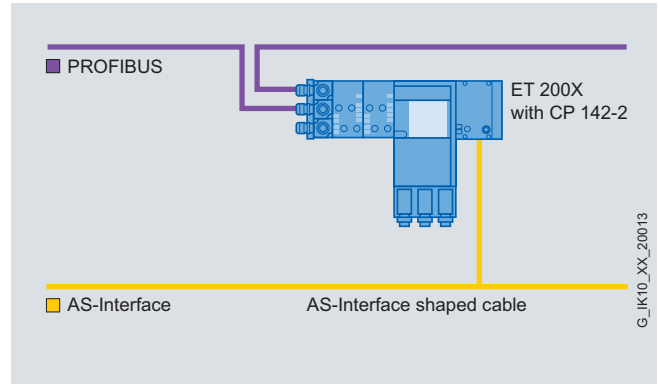 PROFIBUS
ET 200X
with CP 142-2
AS-Interface
AS-Interface shaped cable
G_IK10_XX_20013